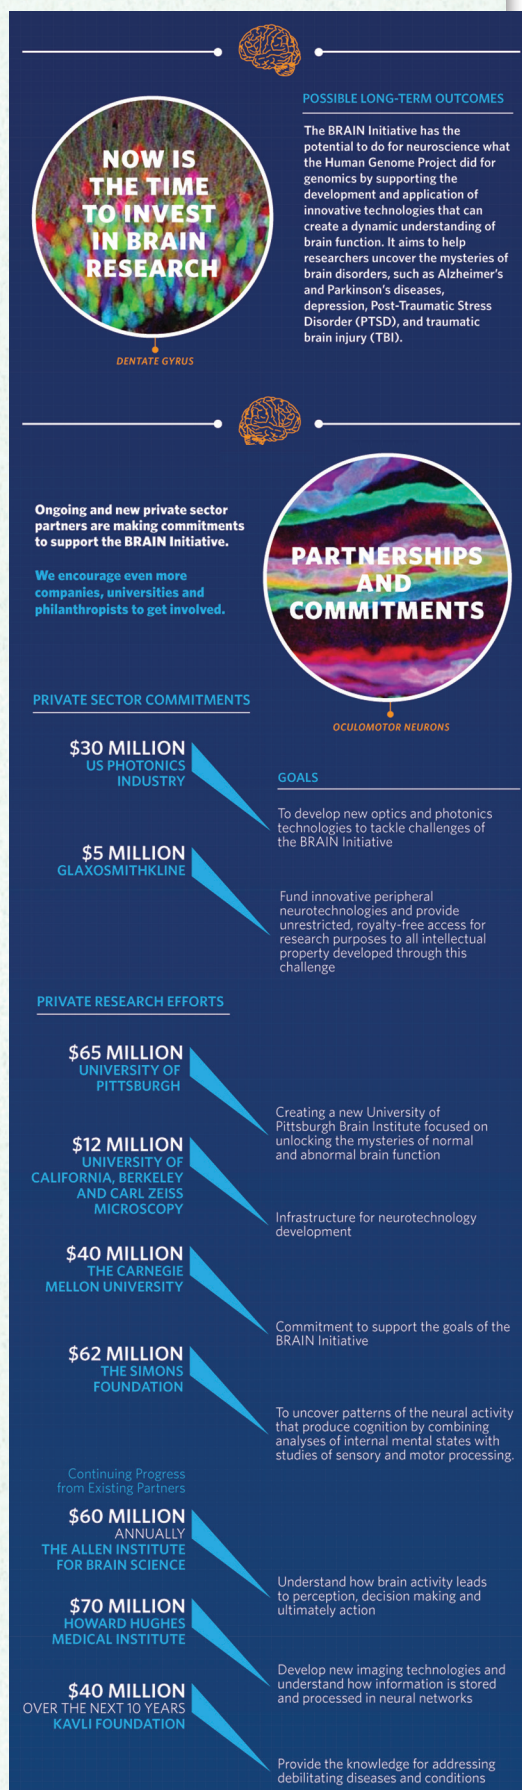 NOW IS
THE TIME
TO INVEST
IN BRAIN
RESEARCH
DENTATE GYRUS
POSSIBLE LONG-TERM OUTCOMES
The BRAIN Initiative has the
potential to do for neuroscience what
the Human Genome Project did for
genomics by supporting the
development and application of
innovative technologies that can
create a dynamic understanding of
brain function. It aims to help
researchers uncover the mysteries of
brain disorders, such as Alzheimer's
and Parkinson's diseases,
depression, Post-Traumatic Stress
Disorder (PTSD), and traumatic
brain injury (TBI).
Ongoing and new private sector
partners are making commitments
to support the BRAIN Initiative.
We encourage even more
companies, universities and
philanthropists to get involved.
PARTNERSHIPS
AND
COMMITMENTS
OCULOMOTOR NEURONS
PRIVATE SECTOR COMMITMENTS
GOALS
$30 MILLION
US PHOTONICS
INDUSTRY
To develop new optics and photonics
technologies to tackle challenges of
the BRAIN Initiative
$5 MILLION
GLAXOSMITHKLINE
Fund innovative peripheral
neurotechnologies and provide
unrestricted, royalty-free access for
research purposes to all intellectual
property developed through this
challenge
PRIVATE RESEARCH EFFORTS
$65 MILLION
UNIVERSITY OF
PITTSBURGH
Creating a new University of
Pittsburgh Brain Institute focused on
unlocking the mysteries of normal
and abnormal brain function
$12 MILLION
UNIVERSITY OF
CALIFORNIA, BERKELEY
AND CARL ZEISS
MICROSCOPY
Infrastructure for neurotechnology
development
$40 MILLION
THE CARNEGIE
MELLON UNIVERSITY
Commitment to support the goals of the
BRAIN Initiative
$62 MILLION
THE SIMONS
FOUNDATION
To uncover patterns of the neural activity
that produce cognition by combining
analyses of internal mental states with
studies of sensory and motor processing.
Continuing Progress
from Existing Partners
$60 MILLION
ANNUALLY
THE ALLEN INSTITUTE
FOR BRAIN SCIENCE
Understand how brain activity leads
to perception, decision making and
ultimately action
$70 MILLION
HOWARD HUGHES
MEDICAL INSTITUTE
Develop new imaging technologies and
understand how information is stored
and processed in neural networks
$40 MILLION
OVER THE NEXT 10 YEARS
KAVLI FOUNDATION
Provide the knowledge for addressing
debilitating diseases and conditions